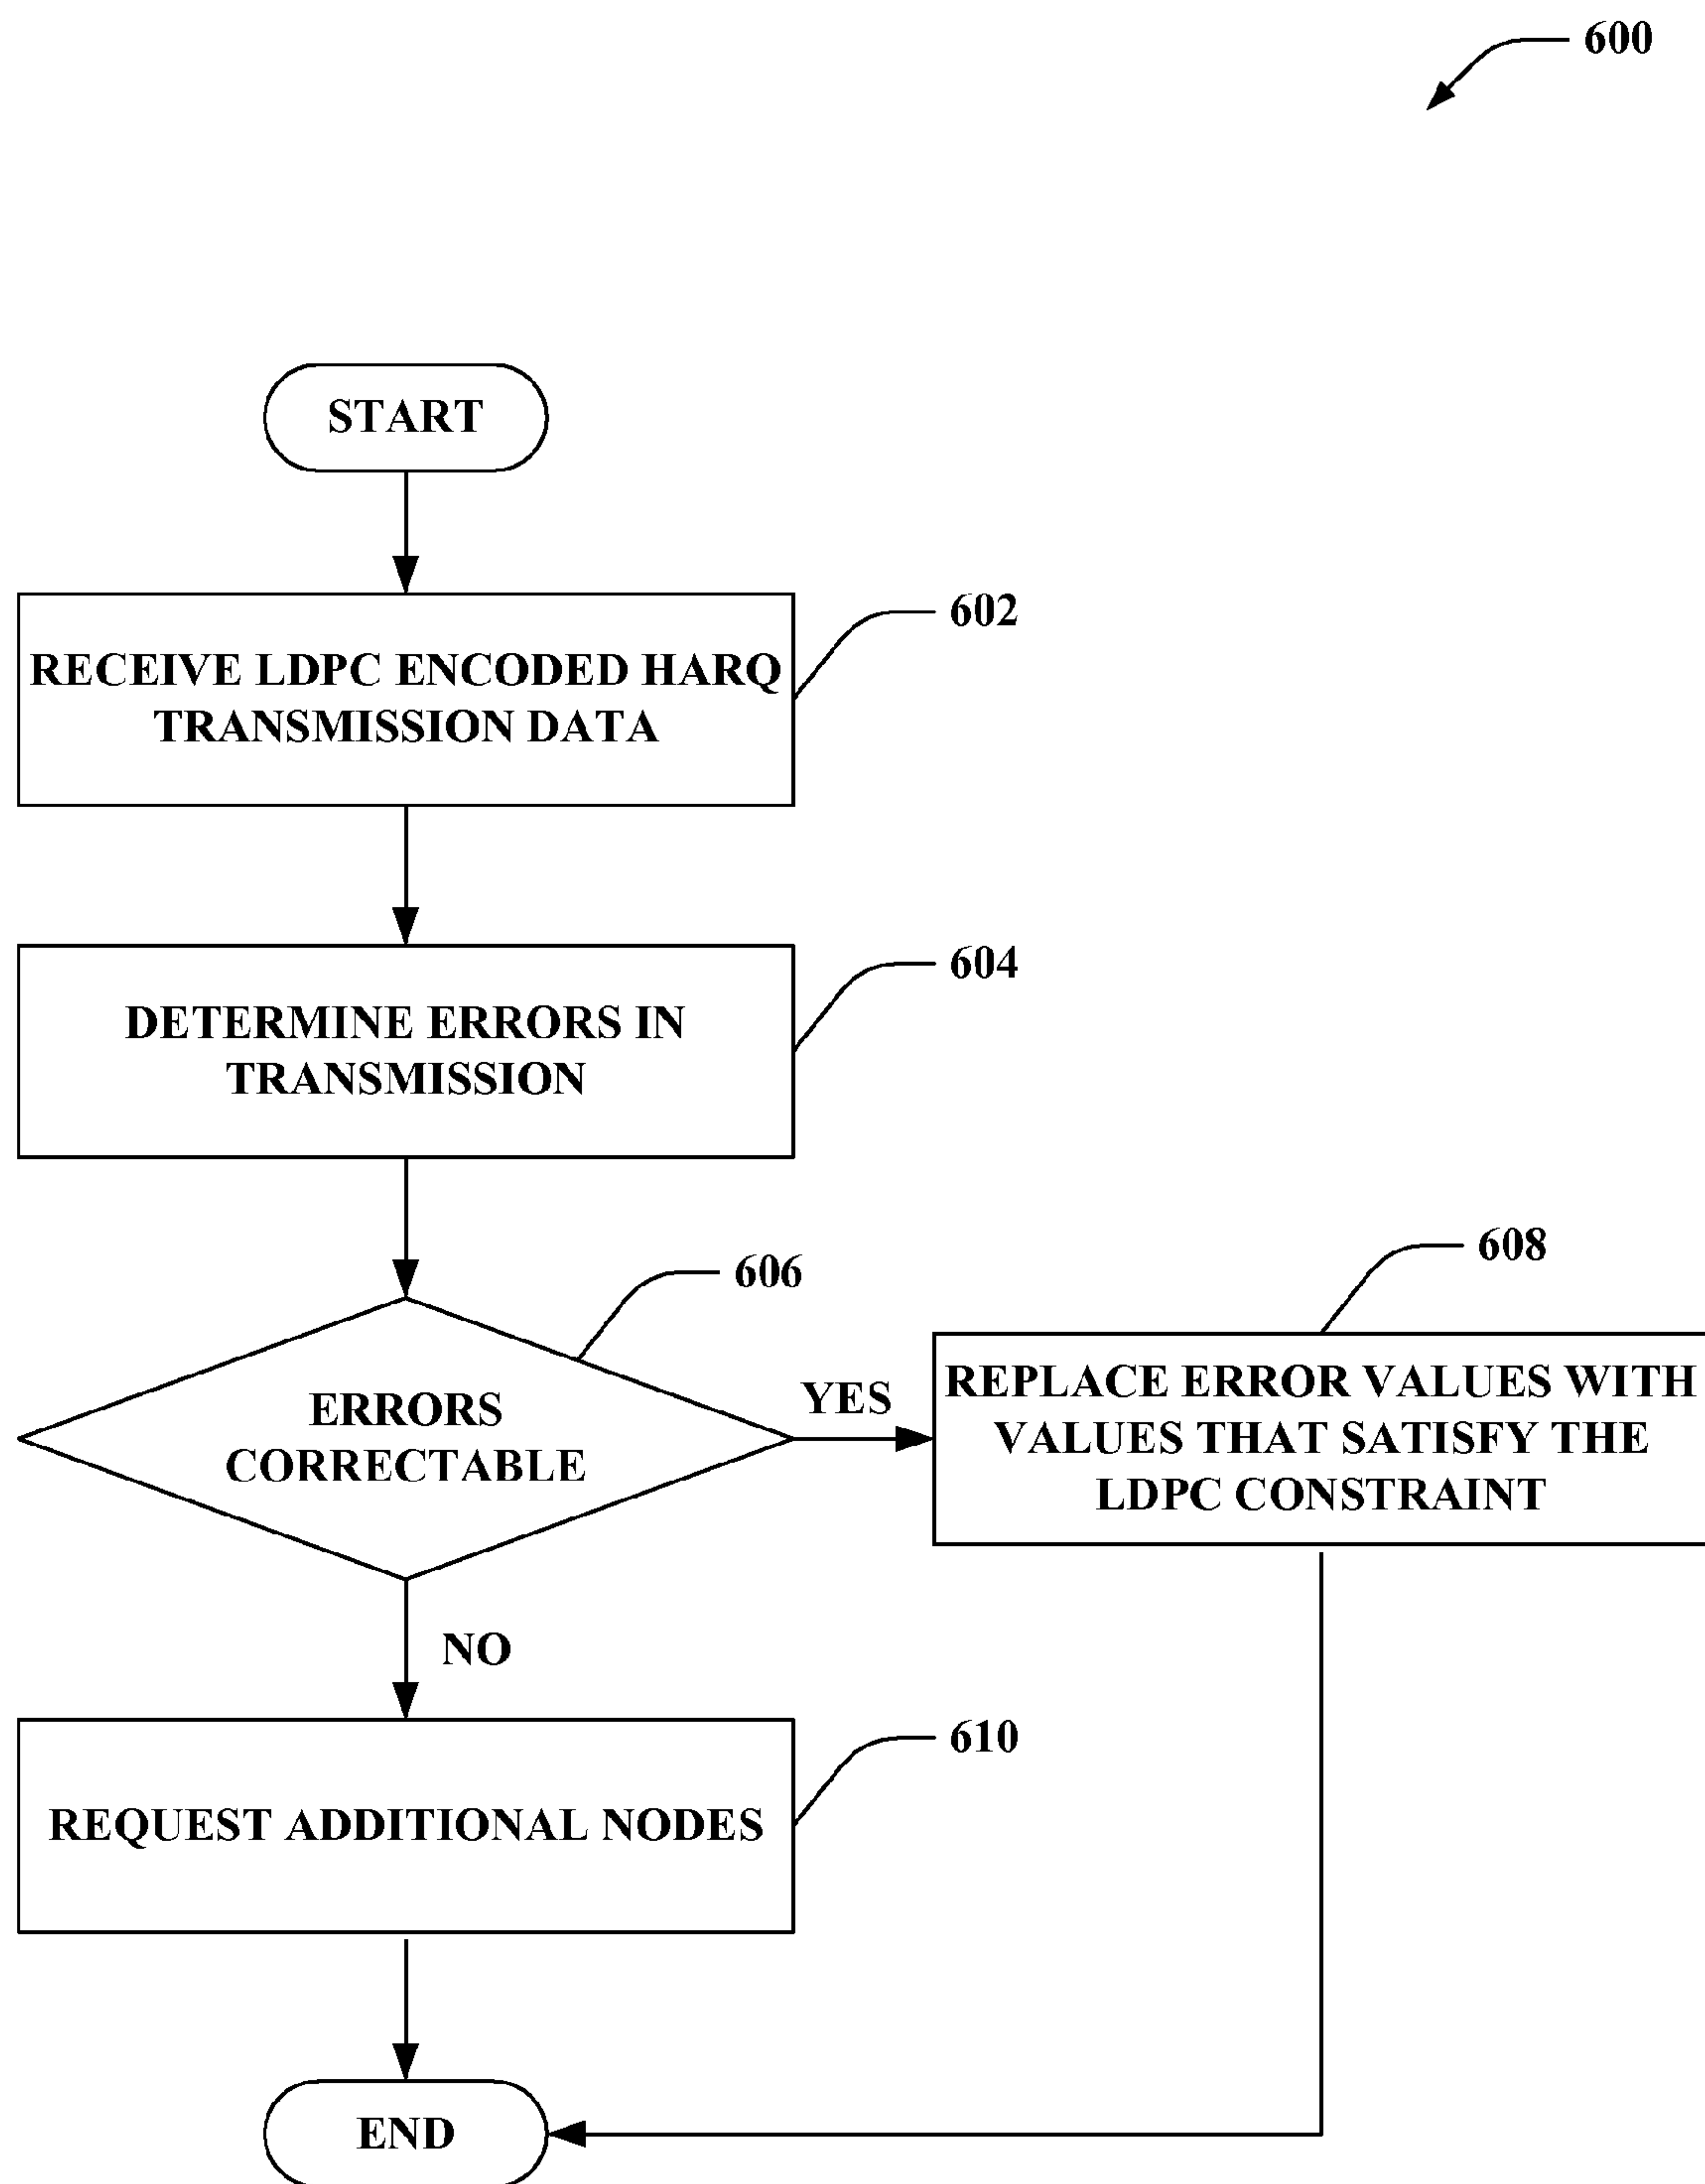 600
START
RECEIVE LDPC ENCODED HARQ
TRANSMISSION DATA
602
DETERMINE ERRORS IN
TRANSMISSION
604
ERRORS
CORRECTABLE
606
YES
REPLACE ERROR VALUES WITH
VALUES THAT SATISFY THE
LDPC CONSTRAINT
608
NO
REQUEST ADDITIONAL NODES
610
END